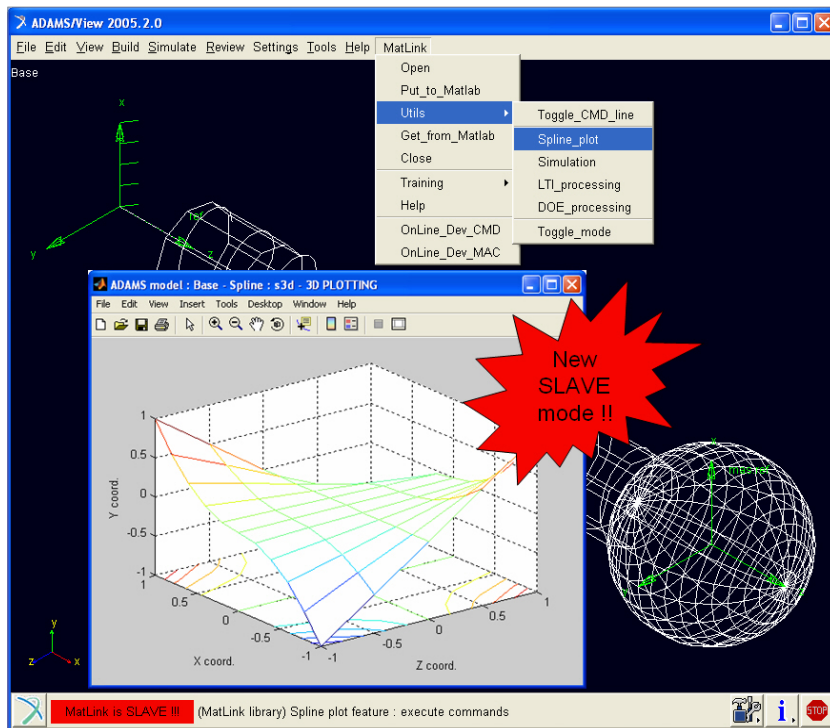 ADAMS/View 2005.2.0
File Edit View Build Simulate Review Settings Tools Help MatLink
Base
Open
Put_to_Matlab
Utils
Get_from_Matlab
Close
Training
Help
OnLine_Dev_CMD
OnLine_Dev_MAC
Toggle_CMD_line
Spline_plot
Simulation
LTI_processing
DOE_processing
Toggle_mode
x
y
z
ref
ADAMS model : Base - Spline : s3d - 3D PLOTTING
File Edit View Insert Tools Desktop Window Help
New
SLAVE
mode !!
1
0.5
0
-0.5
-1
Y coord.
1
0.5
0
-0.5
-1
X coord.
-1
-0.5
0
0.5
1
Z coord.
x
y
z
x
MatLink is SLAVE !!! (MatLink library) Spline plot feature : execute commands
i
STOP